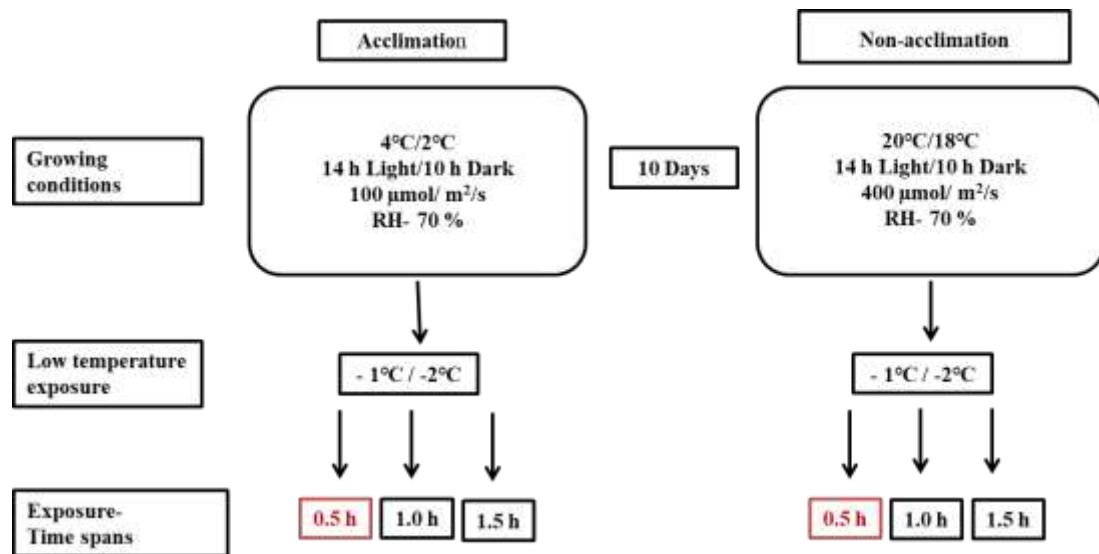 Acclimation
Non-acclimation
Growing
conditions
4°C/2°C
14 h Light/10 h Dark
100 µmol/ m²/s
RH- 70 %
10 Days
20°C/18°C
14 h Light/10 h Dark
400 µmol/ m²/s
RH- 70 %
Low temperature
exposure
- 1°C / -2°C
- 1°C / -2°C
Exposure-
Time spans
0.5 h
1.0 h
1.5 h
0.5 h
1.0 h
1.5 h